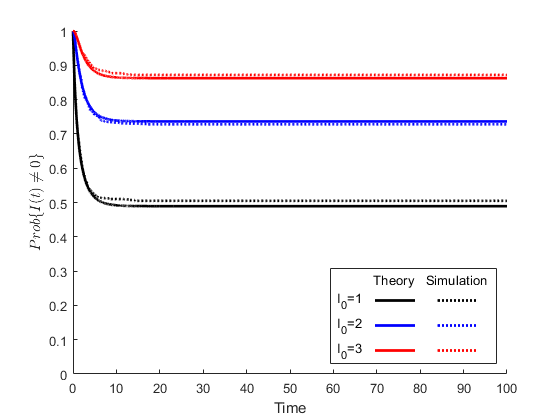 1
0.9
0.8
0.7
0.6
0.5
0.4
0.3
0.2
0.1
0
Prob{I(t) ≠ 0}
Theory Simulation
I₀=1
I₀=2
I₀=3
0 10 20 30 40 50 60 70 80 90 100
Time